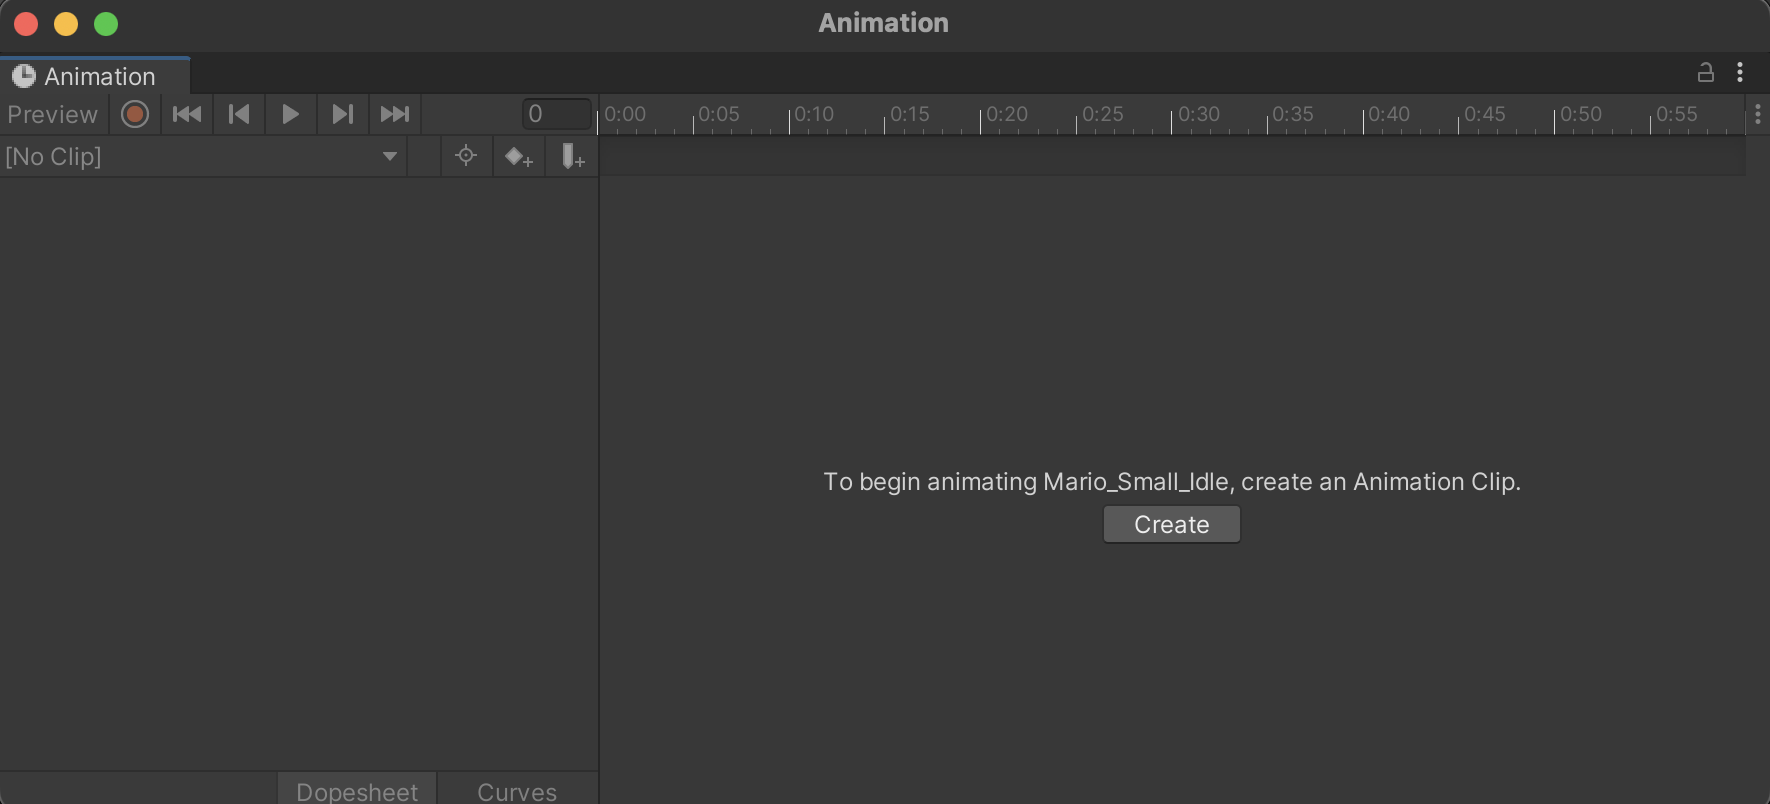 Animation
Animation
Preview
0
0:00 0:05 0:10 0:15 0:20 0:25 0:30 0:35 0:40 0:45 0:50 0:55
[No Clip]
To begin animating Mario_Small_Idle, create an Animation Clip.
Create
Dopesheet Curves